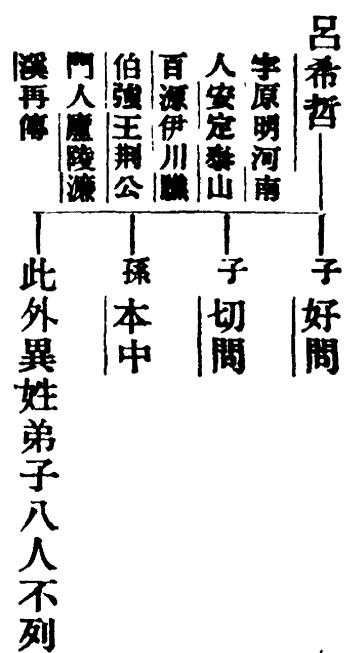 呂希哲
字原明河南
人安定泰山
百源伊川譙
伯強王荆公
門人廬陵濂
溪再傳
子好問
子切問
孫本中
此外異姓弟子八人不列